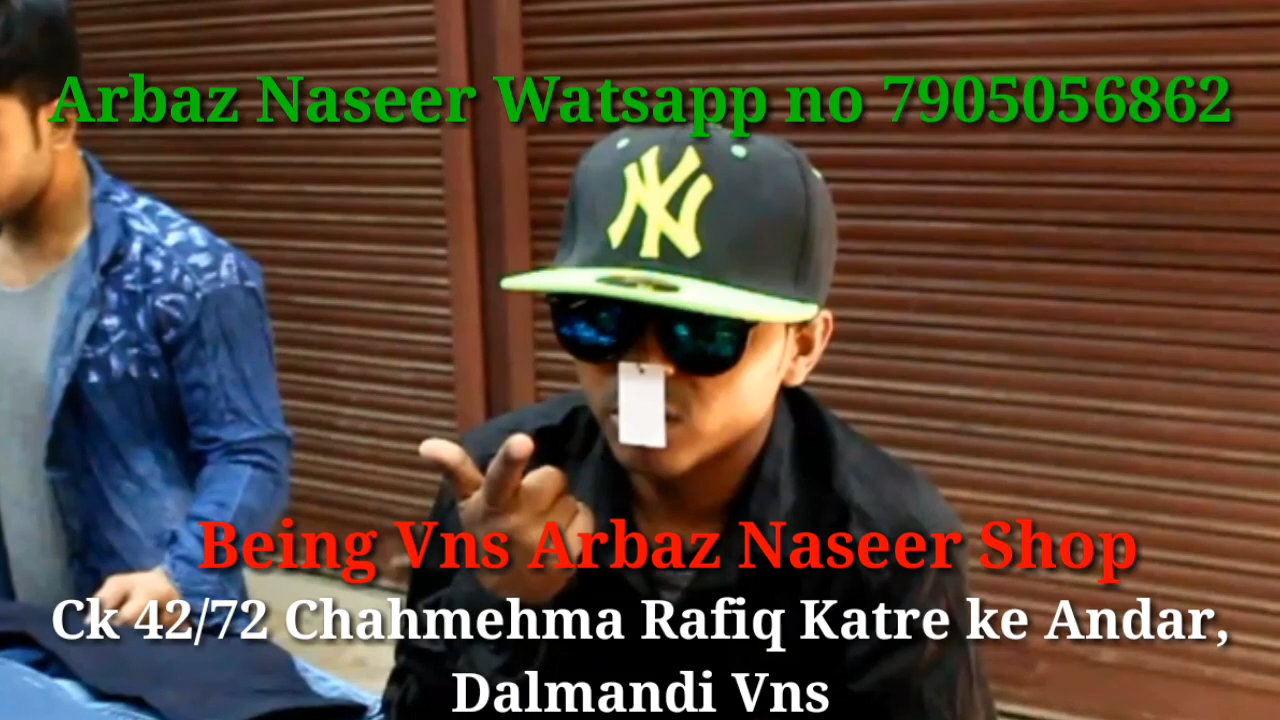 Arbaz Naseer Watsapp no 7905056862
NY
Being Vns Arbaz Naseer Shop
Ck 42/72 Chahmehma Rafiq Katre ke Andar,
Dalmandi Vns